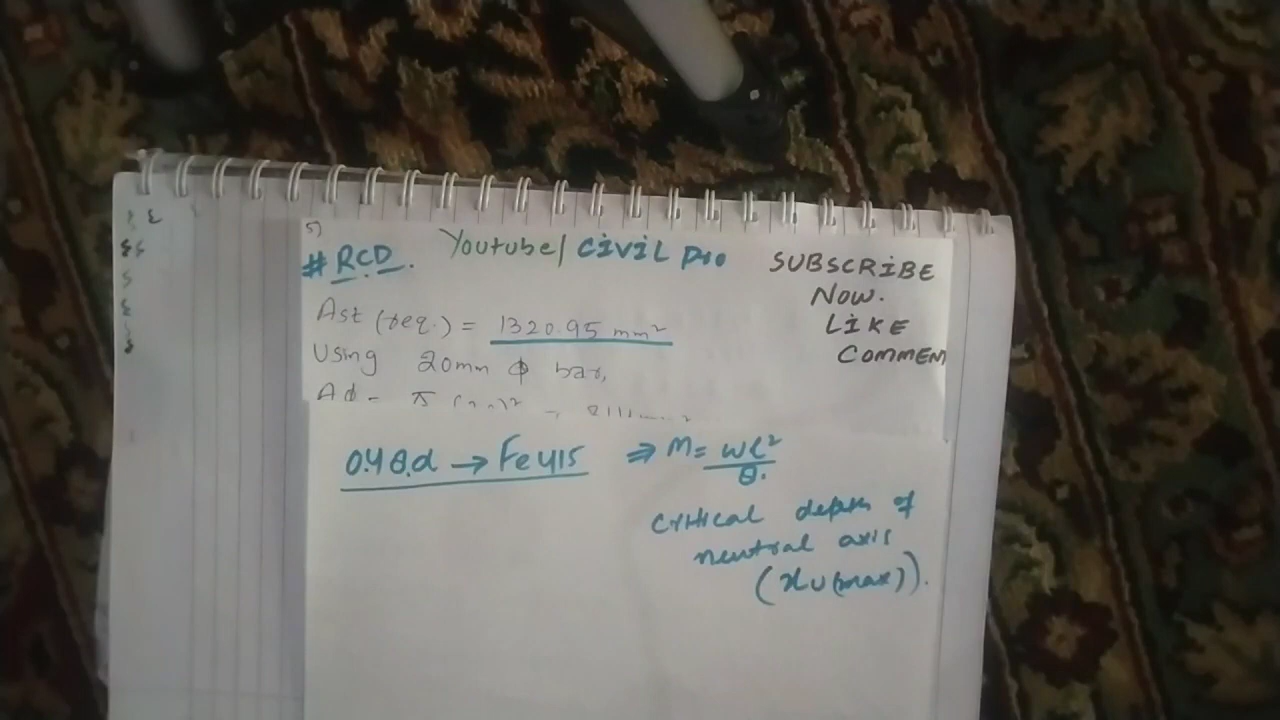 5)
#RCD. Youtube/ CIVIL Pro SUBSCRIBE
NOW.
LIKE
COMMEN
Ast (req.) = 1320.95 mm²
Using 20mm ф bar,
0.48.d → Fe415 ⇒ M = wl²
8.
critical depth of
neutral axis
(xu(max)).